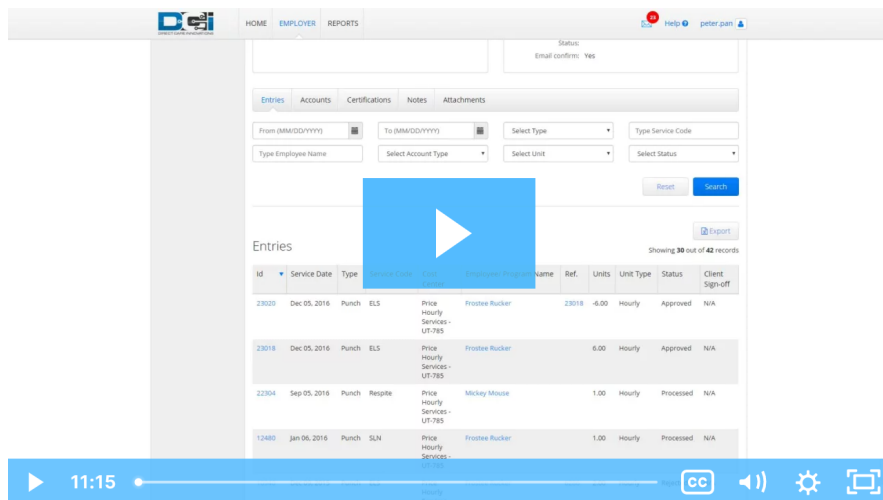 DCI
HOME EMPLOYER REPORTS
Help
peter.pan
Status:
Email confirm: Yes
Entries Accounts Certifications Notes Attachments
From (MM/DD/YYYY) To (MM/DD/YYYY) Select Type Type Service Code
Type Employee Name Select Account Type Select Unit Select Status
Reset Search
Export
Entries
Showing 30 out of 42 records
Id Service Date Type Name Ref. Units Unit Type Status Client
Sign-off
23020 Dec 05, 2016 Punch ELS Price Frostee Rucker 23018 -6.00 Hourly Approved N/A
Hourly
Services -
UT-785
23018 Dec 05, 2016 Punch ELS Price Frostee Rucker 6.00 Hourly Approved N/A
Hourly
Services -
UT-785
22304 Sep 05, 2016 Punch Respite Price Mickey Mouse 1.00 Hourly Processed N/A
Hourly
Services -
UT-785
12480 Jan 06, 2016 Punch SLN Price Frostee Rucker 1.00 Hourly Processed N/A
Hourly
Services -
11:15 CC